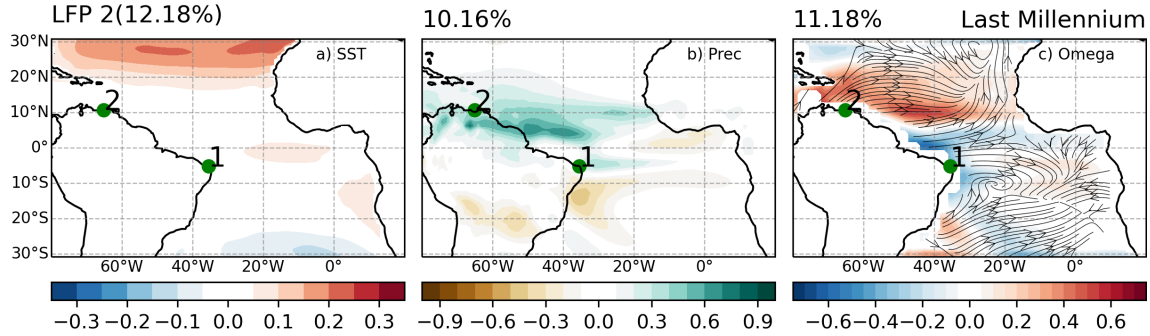 LFP 2(12.18%)
10.16%
11.18%
Last Millennium
a) SST
b) Prec
c) Omega
30°N
20°N
10°N
0°
10°S
20°S
30°S
2
1
2
1
2
1
60°W 40°W 20°W 0°
60°W 40°W 20°W 0°
60°W 40°W 20°W 0°
−0.3 −0.2 −0.1 0.0 0.1 0.2 0.3
−0.9 −0.6 −0.3 0.0 0.3 0.6 0.9
−0.6 −0.4 −0.2 0.0 0.2 0.4 0.6